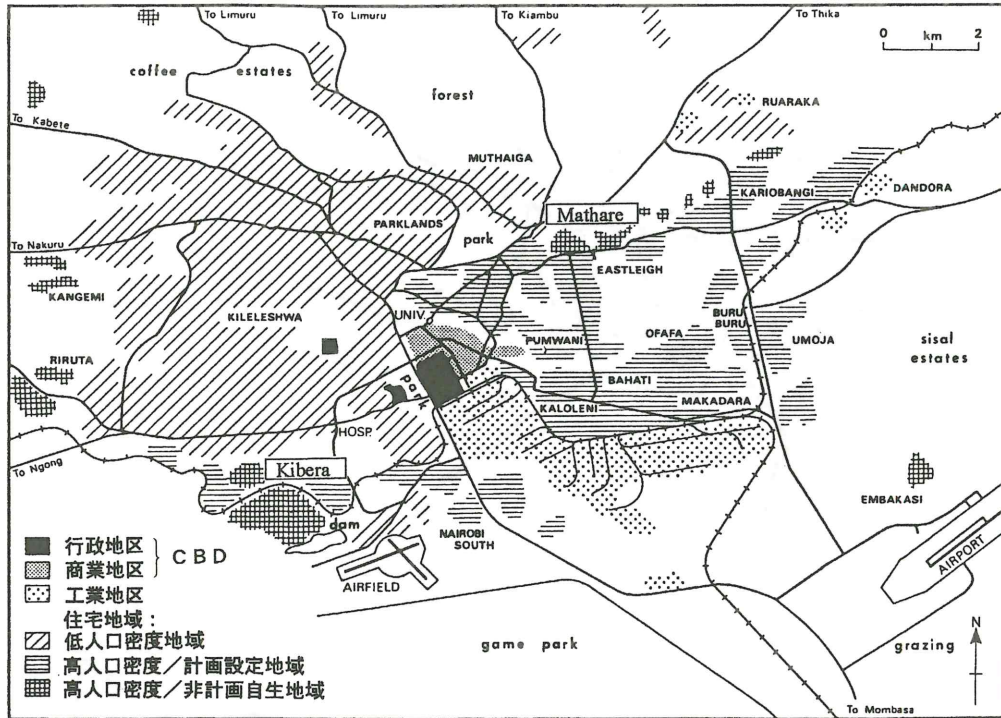 To Limuru
To Limuru
To Kiambu
To Thika
0 km 2
coffee estates
forest
RUARAKA
To Kabete
MUTHAIGA
KARIOBANGI
DANDORA
PARKLANDS
Mathare
park
To Nakuru
EASTLEIGH
KANGEMI
KILELESHWA
UNIV.
PUMWANI
OFAFA
BURU
BURU
UMOJA
sisal
estates
RIRUTA
park
BAHATI
KALOLENI
MAKADARA
HOSP.
To Ngong
Kibera
dam
EMBAKASI
NAIROBI
SOUTH
AIRFIELD
AIRPORT
game park
grazing
N
To Mombasa
行政地区
商業地区
CBD
工業地区
住宅地域:
低人口密度地域
高人口密度/計画設定地域
高人口密度/非計画自生地域